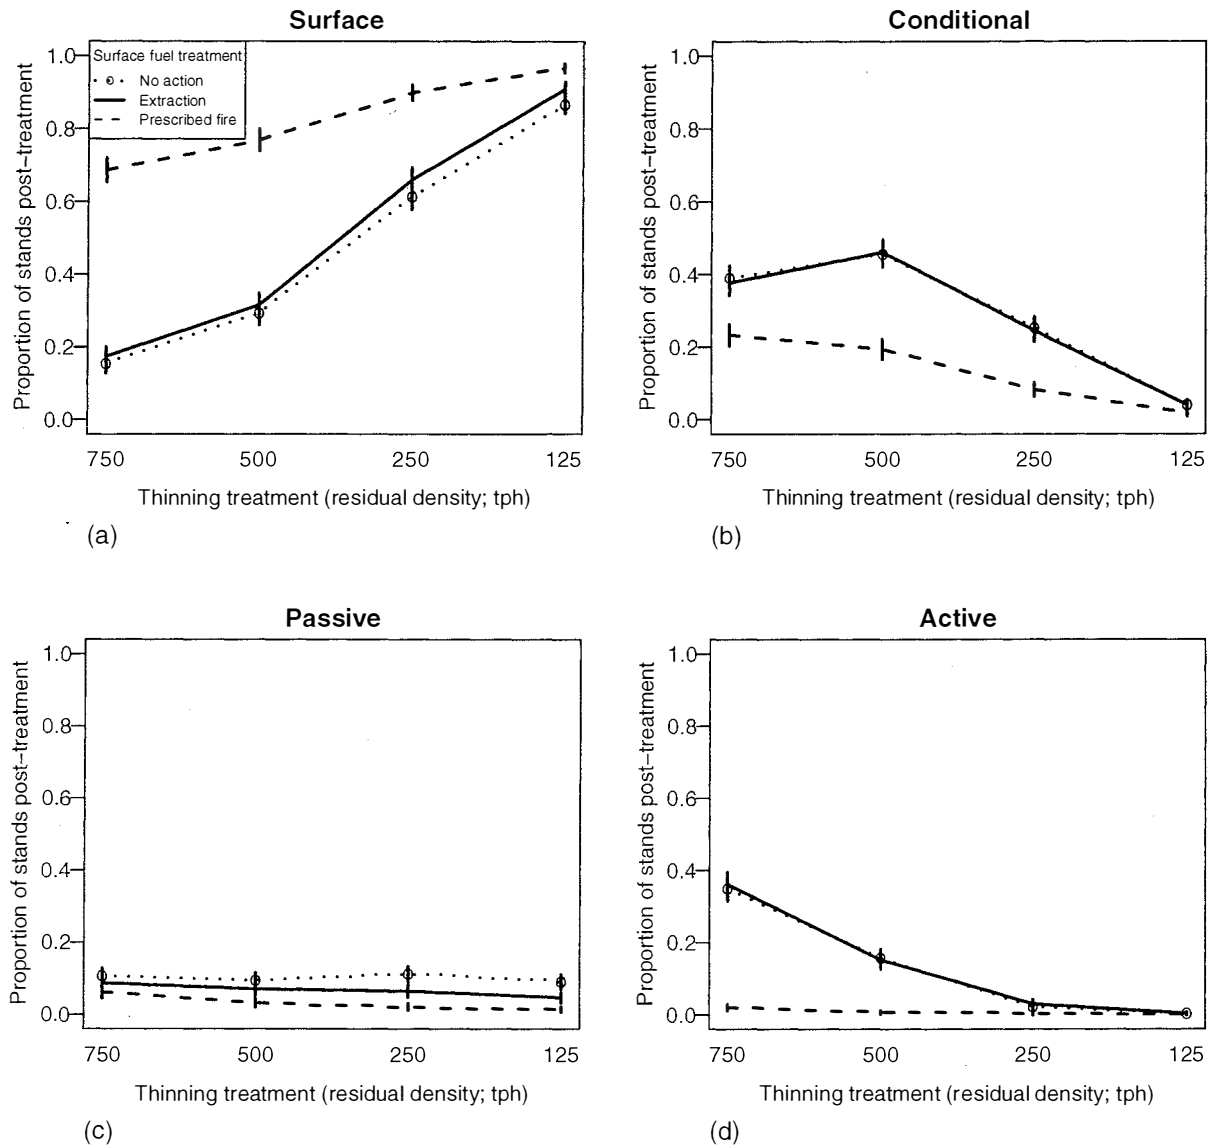 Surface
1.0
0.8
0.6
0.4
0.2
0.0
Proportion of stands post-treatment
Surface fuel treatment
No action
Extraction
Prescribed fire
750 500 250 125
Thinning treatment (residual density; tph)
(a)
Conditional
1.0
0.8
0.6
0.4
0.2
0.0
Proportion of stands post-treatment
750 500 250 125
Thinning treatment (residual density; tph)
(b)
Passive
1.0
0.8
0.6
0.4
0.2
0.0
Proportion of stands post-treatment
750 500 250 125
Thinning treatment (residual density; tph)
(c)
Active
1.0
0.8
0.6
0.4
0.2
0.0
Proportion of stands post-treatment
750 500 250 125
Thinning treatment (residual density; tph)
(d)